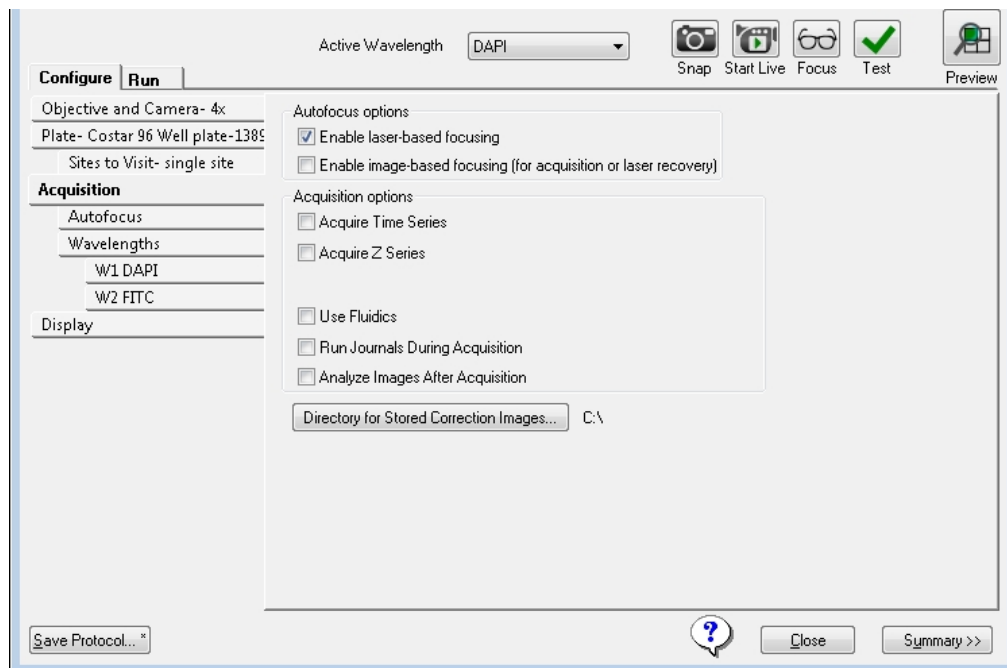 Active Wavelength DAPI
Snap Start Live Focus Test Preview
Configure Run
Objective and Camera- 4x
Plate- Costar 96 Well plate-1389
Sites to Visit- single site
Acquisition
Autofocus
Wavelengths
W1 DAPI
W2 FITC
Display
Autofocus options
Enable laser-based focusing
Enable image-based focusing (for acquisition or laser recovery)
Acquisition options
Acquire Time Series
Acquire Z Series
Use Fluidics
Run Journals During Acquisition
Analyze Images After Acquisition
Directory for Stored Correction Images... C:\
Save Protocol... * ? Close Summary >>